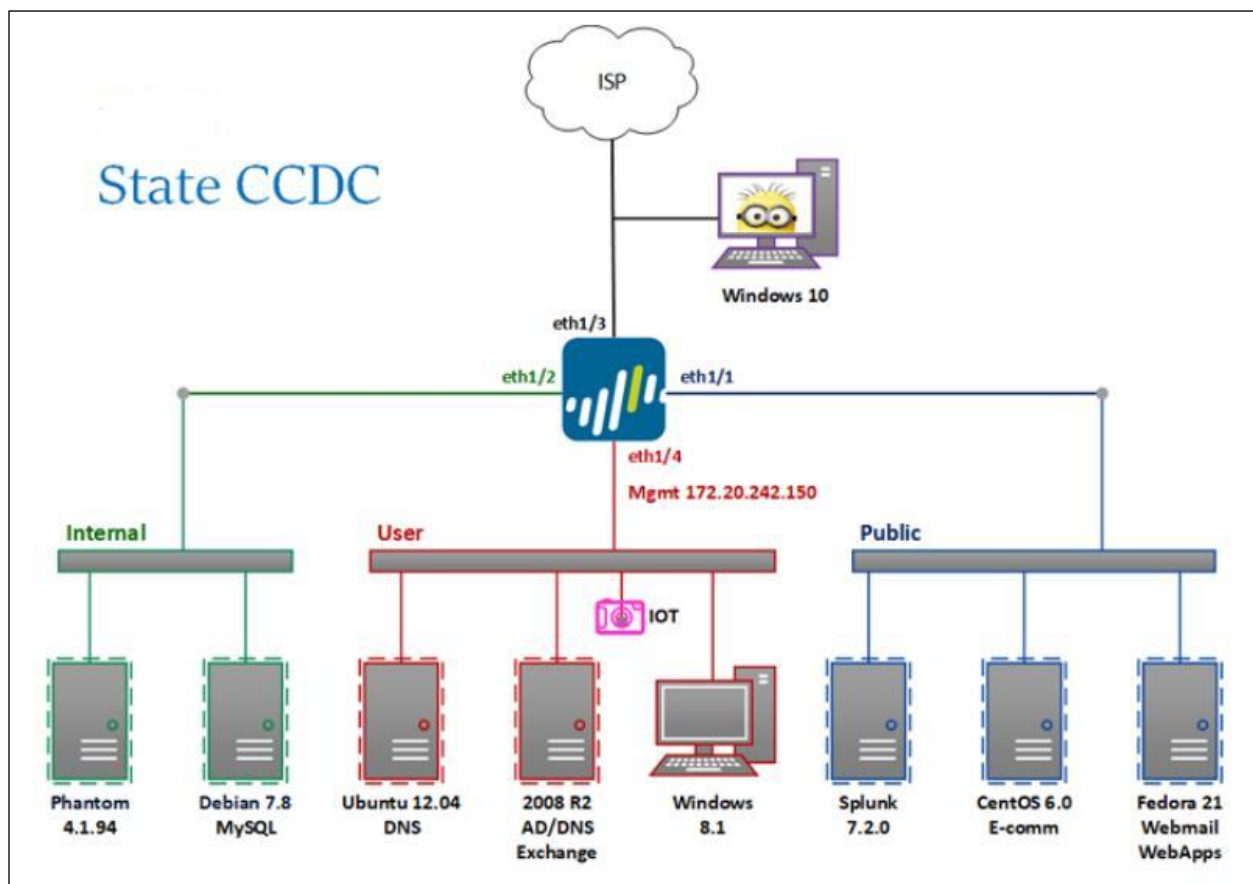 ISP
State CCDC
Windows 10
eth1/3
eth1/2
eth1/1
eth1/4
Mgmt 172.20.242.150
Internal
User
Public
IOT
Phantom
4.1.94
Debian 7.8
MySQL
Ubuntu 12.04
DNS
2008 R2
AD/DNS
Exchange
Windows
8.1
Splunk
7.2.0
CentOS 6.0
E-comm
Fedora 21
Webmail
WebApps